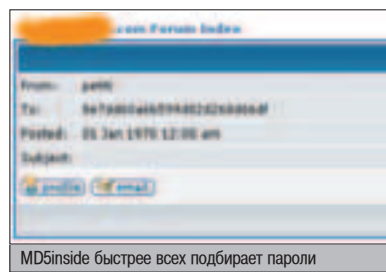 .com Forum Index
From:
To:
Posted: 01 Jan 1970 12:00 am
Subject:
profile email
MD5inside быстрее всех подбирает пароли